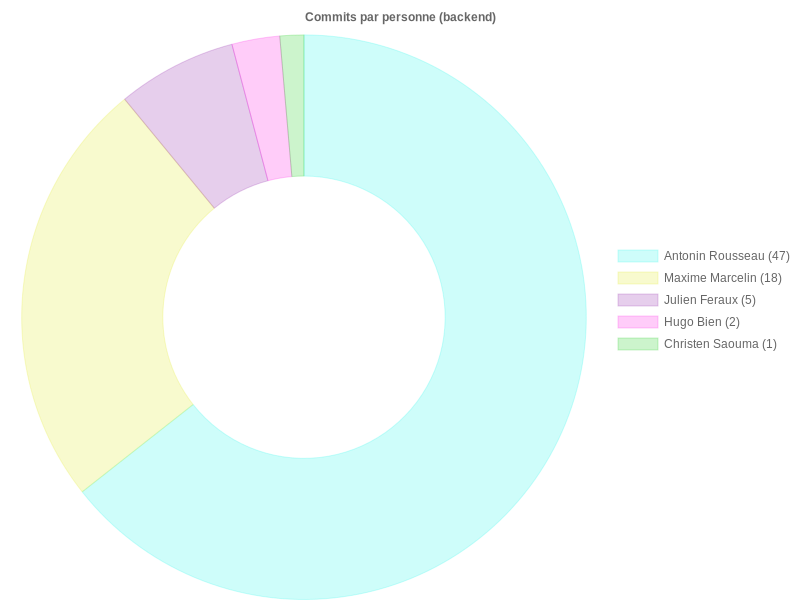 Commits par personne (backend)
Antonin Rousseau (47)
Maxime Marcelin (18)
Julien Feraux (5)
Hugo Bien (2)
Christen Saouma (1)